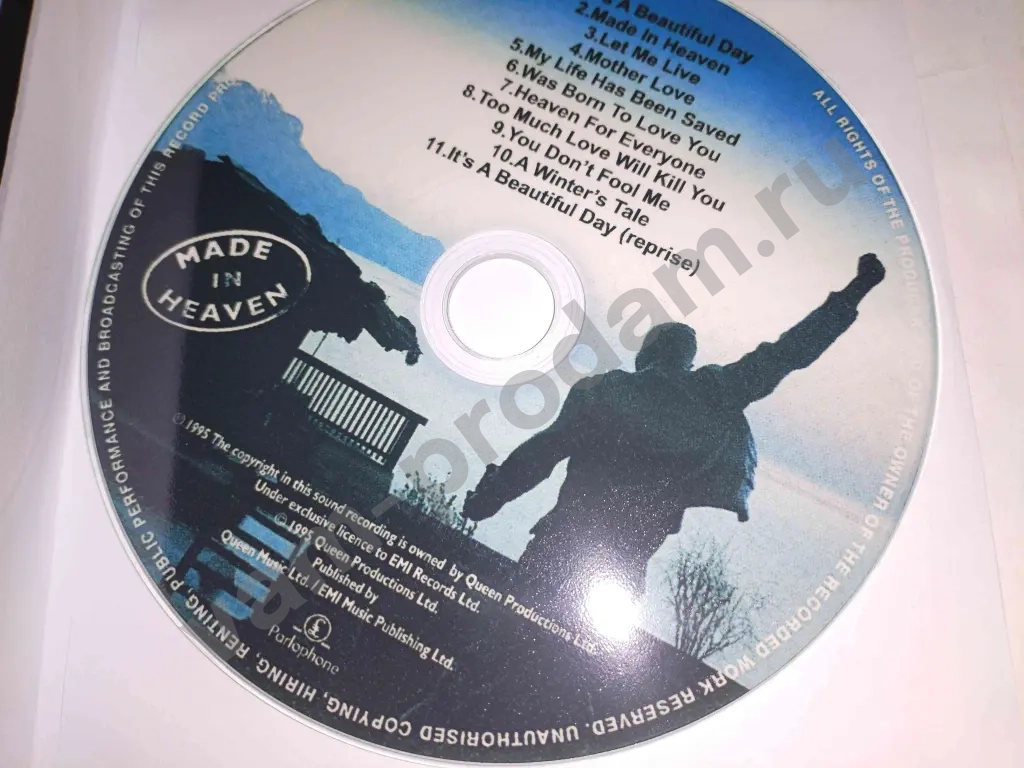 A Beautiful Day
2.Made In Heaven
3.Let Me Live
4.Mother Love
5.My Life Has Been Saved
6.Was Born To Love You
7.Heaven For Everyone
8.Too Much Love Will Kill You
9.You Don't Fool Me
10.A Winter's Tale
11.It's A Beautiful Day (reprise)
MADE
IN
HEAVEN
℗ 1995 The copyright in this sound recording is owned by Queen Productions Ltd.
Under exclusive licence to EMI Records Ltd.
© 1995 Queen Productions Ltd.
Published by
Queen Music Ltd. / EMI Music Publishing Ltd.
Parlophone
ALL RIGHTS OF THE OF THE OWNER OF THE RECORDED WORK RESERVED. UNAUTHORISED COPYING, HIRING, RENTING, PUBLIC PERFORMANCE AND BROADCASTING OF THIS RECORD
prodam.ru